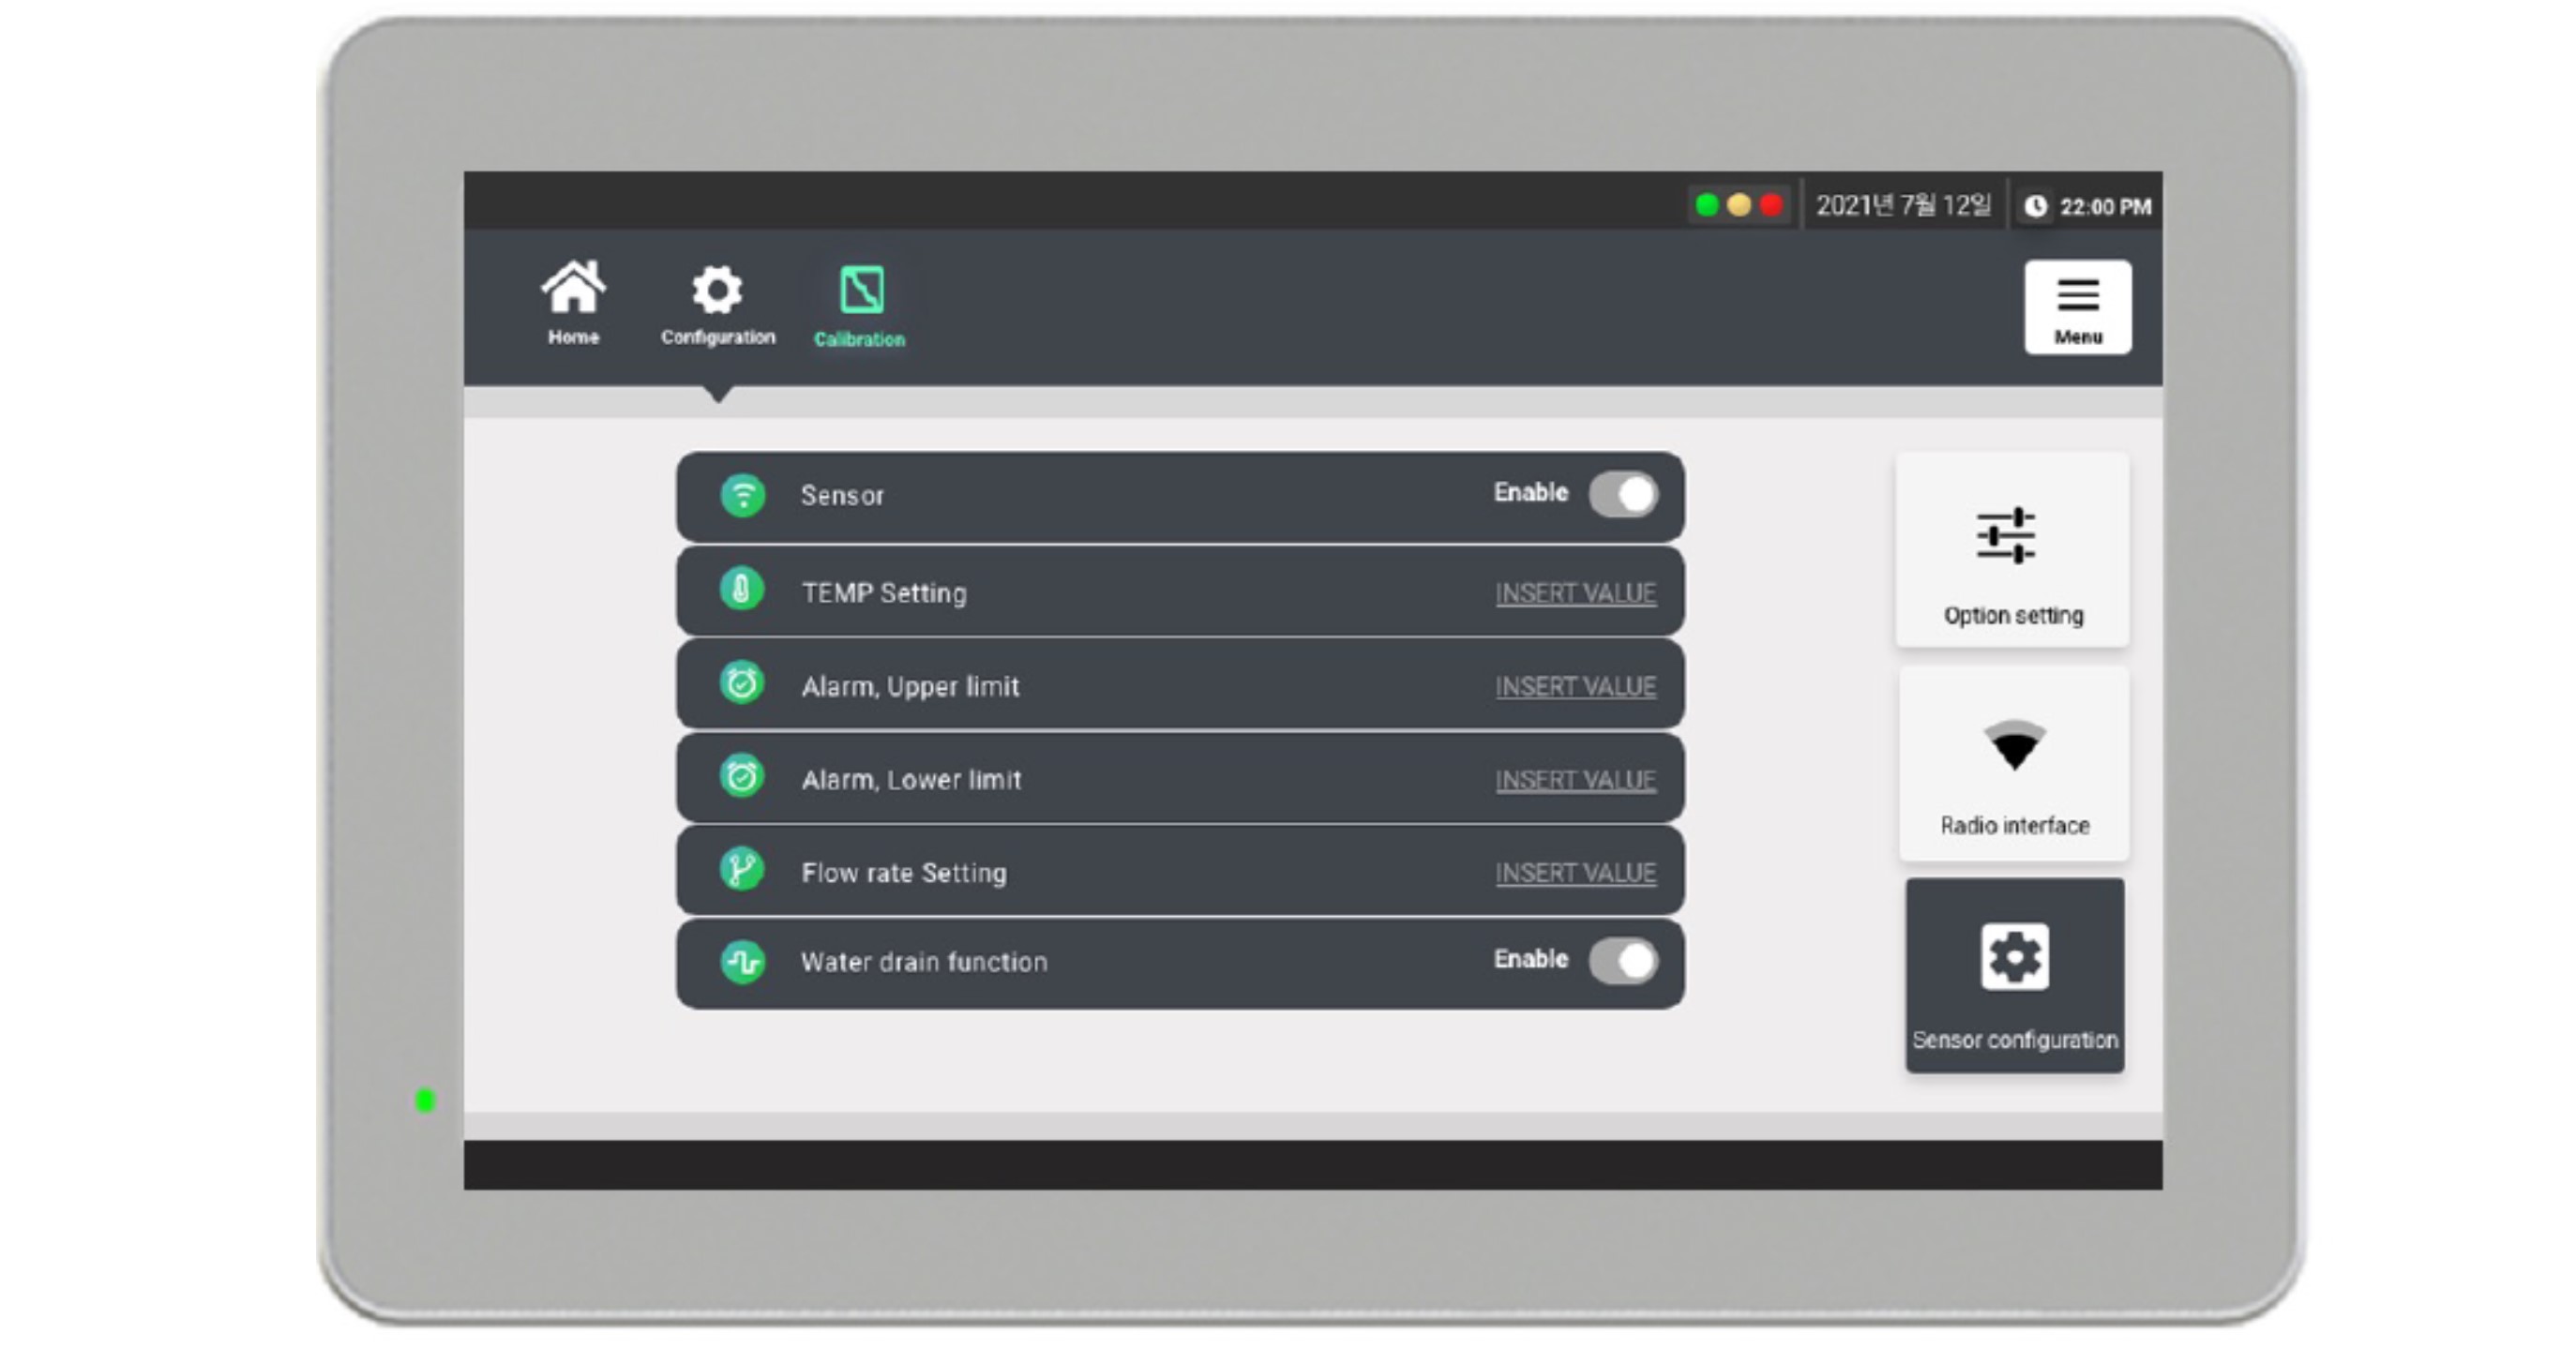 2021년 7월 12일 22:00 PM
Home Configuration Calibration Menu
Sensor Enable
TEMP Setting INSERT VALUE
Alarm, Upper limit INSERT VALUE
Alarm, Lower limit INSERT VALUE
Flow rate Setting INSERT VALUE
Water drain function Enable
Option setting
Radio interface
Sensor configuration